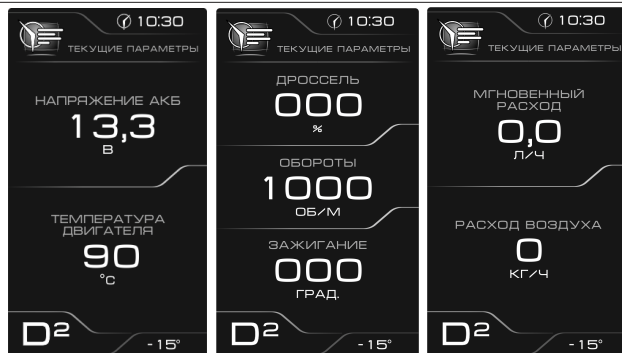 10:30
ТЕКУЩИЕ ПАРАМЕТРЫ
НАПРЯЖЕНИЕ АКБ
13,3
В
ТЕМПЕРАТУРА
ДВИГАТЕЛЯ
90
°C
D²
-15°
10:30
ТЕКУЩИЕ ПАРАМЕТРЫ
ДРОССЕЛЬ
000
%
ОБОРОТЫ
1000
ОБ/М
ЗАЖИГАНИЕ
000
ГРАД.
D²
-15°
10:30
ТЕКУЩИЕ ПАРАМЕТРЫ
МГНОВЕННЫЙ
РАСХОД
0,0
Л/Ч
РАСХОД ВОЗДУХА
0
КГ/Ч
D²
-15°